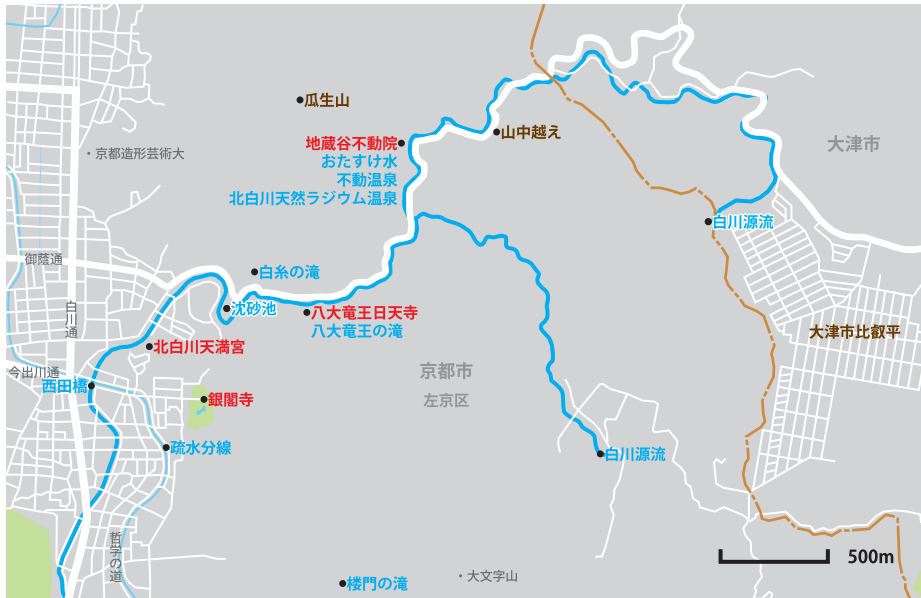 瓜生山
山中越え
地蔵谷不動院
おたすけ水
不動温泉
北白川天然ラジウム温泉
大津市
・京都造形芸術大
白川源流
御蔭通
白糸の滝
白川通
沈砂池
八大竜王日天寺
八大竜王の滝
大津市比叡平
北白川天満宮
今出川通
西田橋
京都市
左京区
銀閣寺
疏水分線
白川源流
哲学の道
500m
・大文字山
楼門の滝